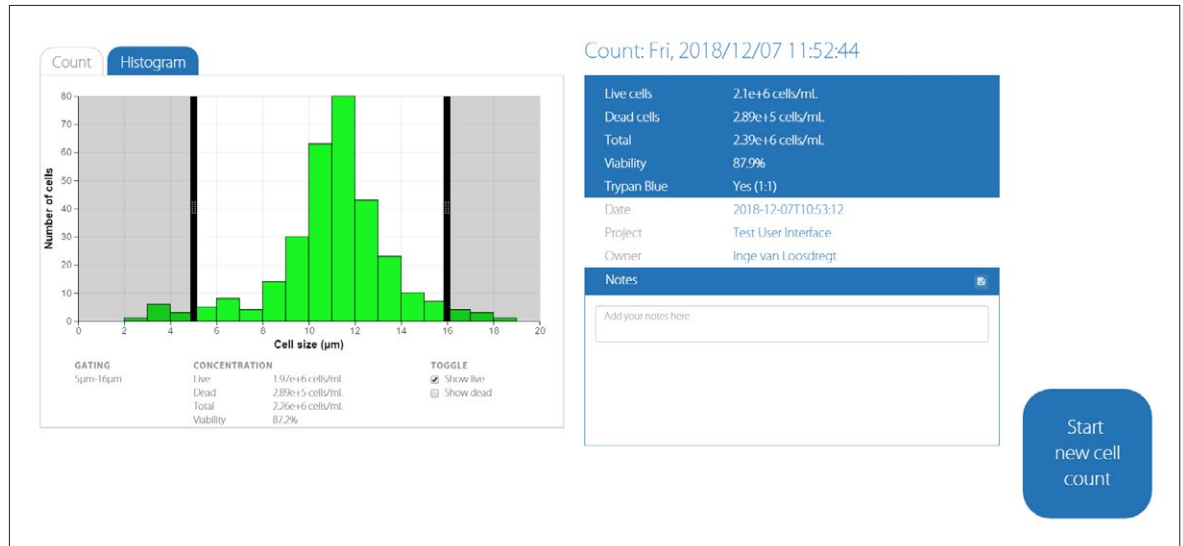 Count Histogram
80
70
60
50
40
30
20
10
0
Number of cells
0 2 4 6 8 10 12 14 16 18 20
Cell size (µm)
GATING
5µm-16µm
CONCENTRATION
Live 1.97e+6 cells/mL
Dead 2.89e+5 cells/mL
Total 2.26e+6 cells/mL
Viability 87.2%
TOGGLE
Show live
Show dead
Count: Fri, 2018/12/07 11:52:44
Live cells 2.1e+6 cells/mL
Dead cells 2.89e+5 cells/mL
Total 2.39e+6 cells/mL
Viability 87.9%
Trypan Blue Yes (1:1)
Date 2018-12-07T10:53:12
Project Test User Interface
Owner Inge van Loosdregt
Notes
Add your notes here
Start
new cell
count